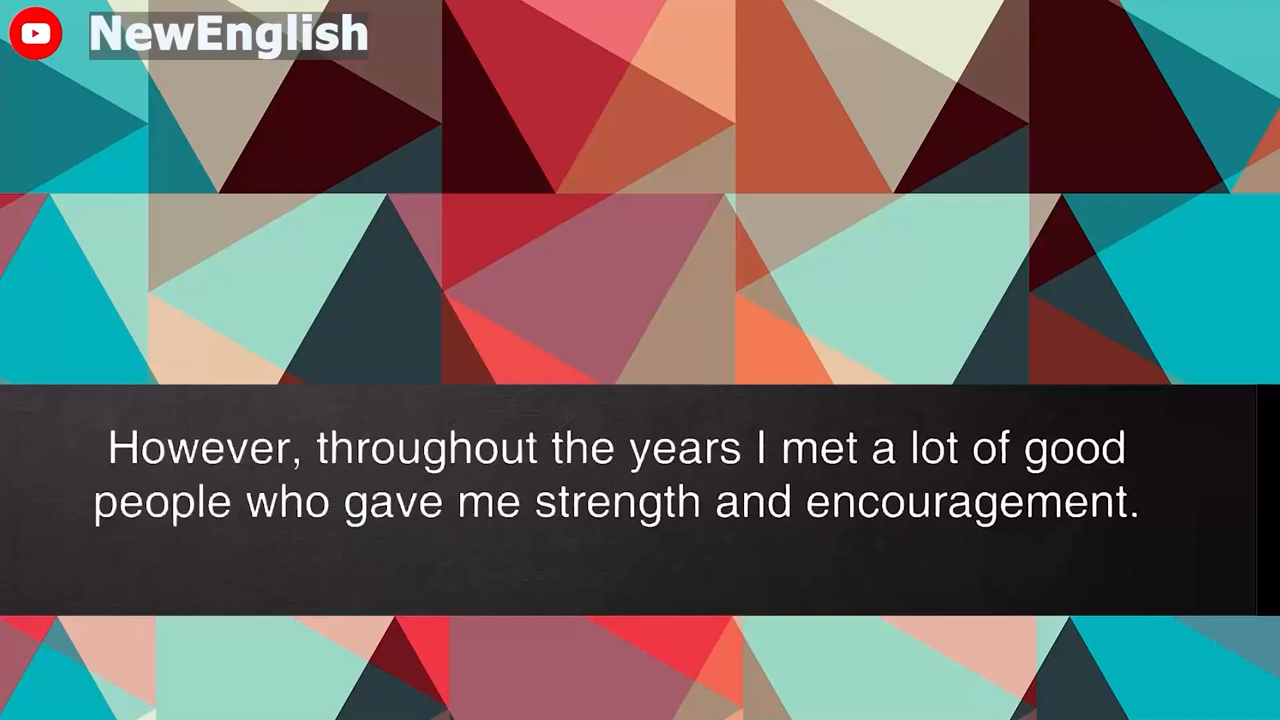 NewEnglish
However, throughout the years I met a lot of good
people who gave me strength and encouragement.